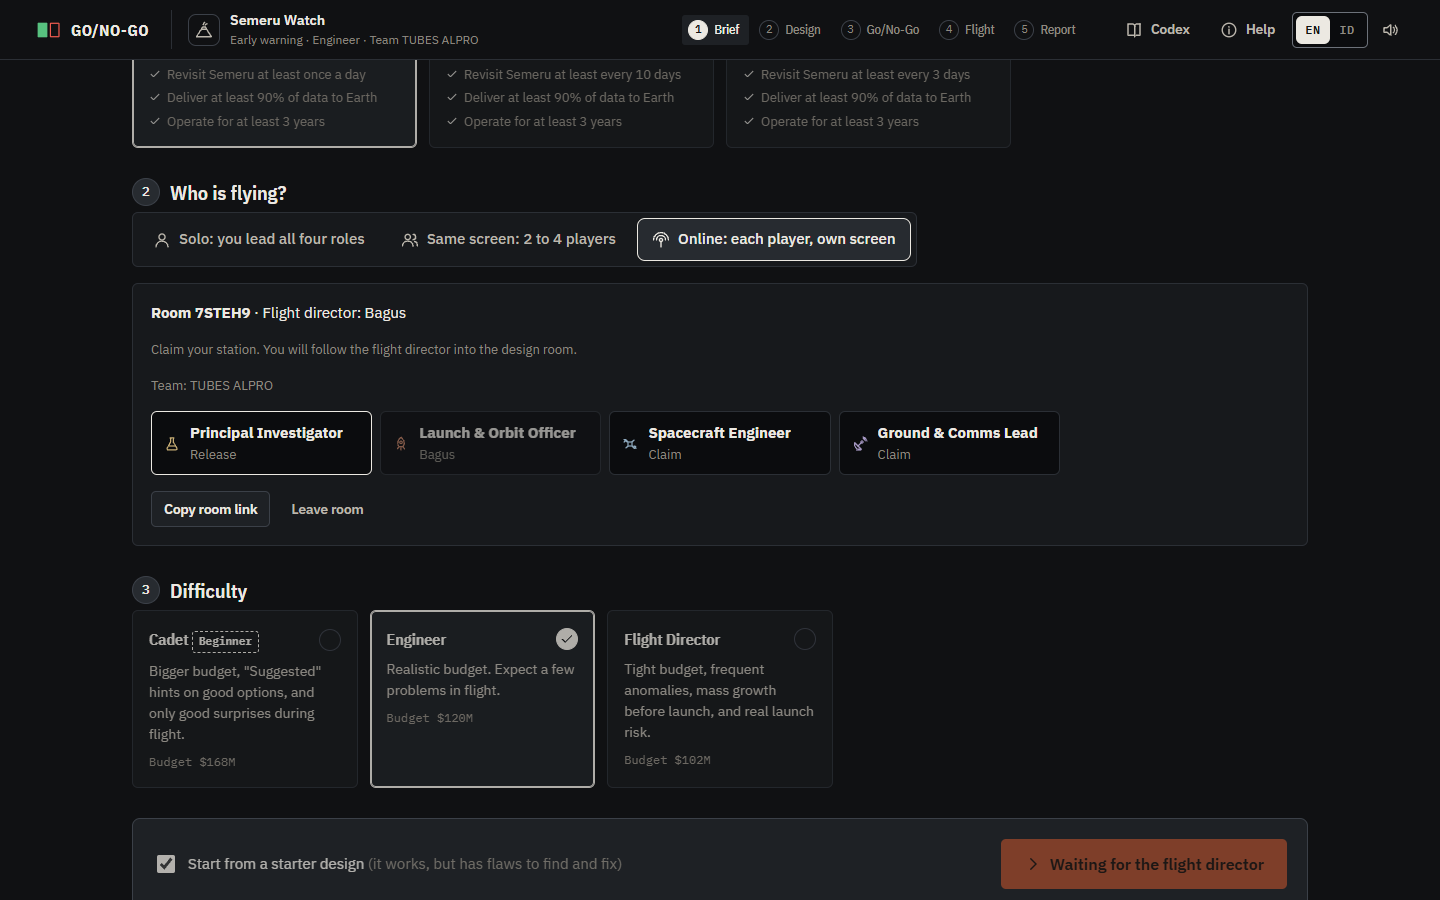 GO/NO-GO
Semeru Watch
Early warning · Engineer · Team TUBES ALPRO
1 Brief
2 Design
3 Go/No-Go
4 Flight
5 Report
Codex
Help
EN ID
Revisit Semeru at least once a day
Deliver at least 90% of data to Earth
Operate for at least 3 years
Revisit Semeru at least every 10 days
Deliver at least 90% of data to Earth
Operate for at least 3 years
Revisit Semeru at least every 3 days
Deliver at least 90% of data to Earth
Operate for at least 3 years
2 Who is flying?
Solo: you lead all four roles
Same screen: 2 to 4 players
Online: each player, own screen
Room 7STEH9 · Flight director: Bagus
Claim your station. You will follow the flight director into the design room.
Team: TUBES ALPRO
Principal Investigator
Release
Launch & Orbit Officer
Bagus
Spacecraft Engineer
Claim
Ground & Comms Lead
Claim
Copy room link
Leave room
3 Difficulty
Cadet Beginner
Bigger budget, "Suggested"
hints on good options, and
only good surprises during
flight.
Budget $168M
Engineer
Realistic budget. Expect a few
problems in flight.
Budget $120M
Flight Director
Tight budget, frequent
anomalies, mass growth
before launch, and real launch
risk.
Budget $102M
Start from a starter design (it works, but has flaws to find and fix)
Waiting for the flight director